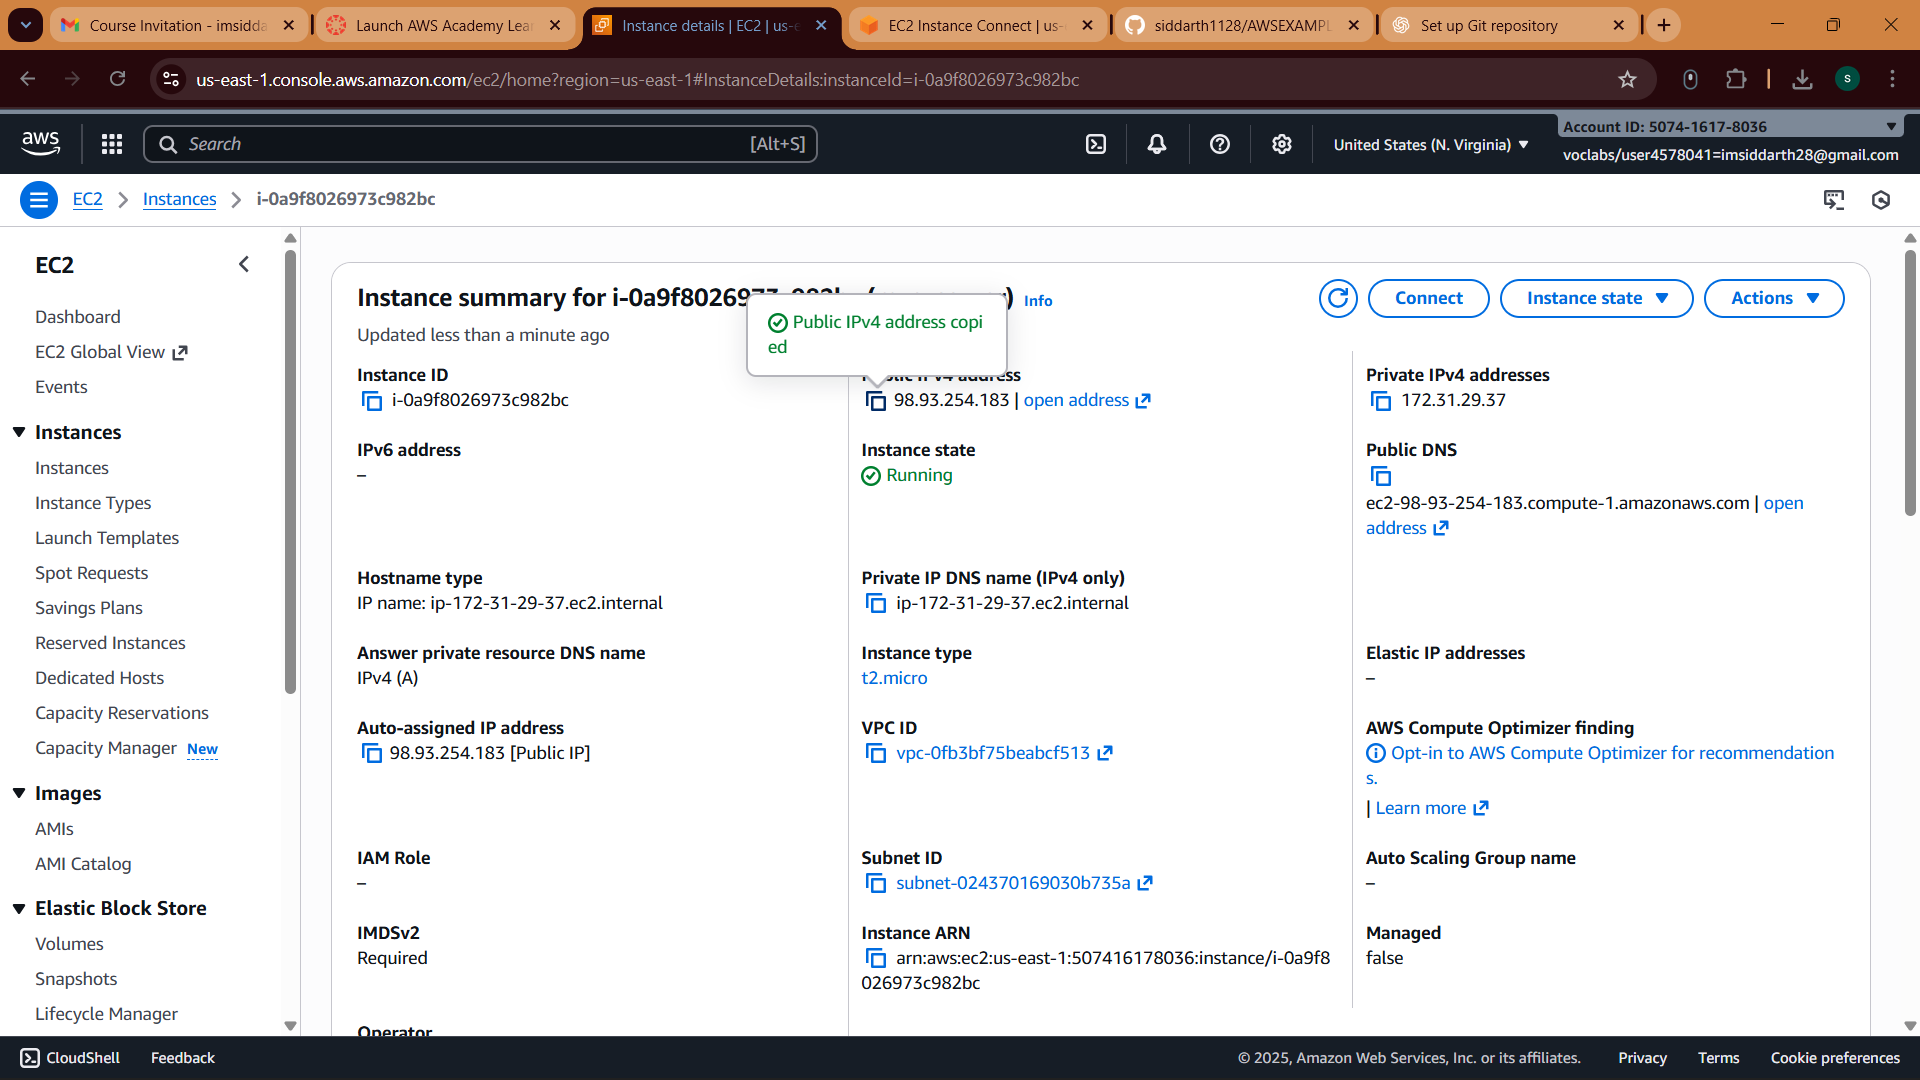 Course Invitation - imsidda
Launch AWS Academy Lea
Instance details | EC2 | us-e
EC2 Instance Connect | us-
siddarth1128/AWSEXAMPL
Set up Git repository
us-east-1.console.aws.amazon.com/ec2/home?region=us-east-1#InstanceDetails:instanceId=i-0a9f8026973c982bc
S
aws
Search
[Alt+S]
United States (N. Virginia)
Account ID: 5074-1617-8036
voclabs/user4578041=imsiddarth28@gmail.com
EC2
Instances
i-0a9f8026973c982bc
EC2
Dashboard
EC2 Global View
Events
Instances
Instances
Instance Types
Launch Templates
Spot Requests
Savings Plans
Reserved Instances
Dedicated Hosts
Capacity Reservations
Capacity Manager New
Images
AMIs
AMI Catalog
Elastic Block Store
Volumes
Snapshots
Lifecycle Manager
Instance summary for i-0a9f8026973c982bc
Info
Updated less than a minute ago
Connect
Instance state
Actions
Public IPv4 address copi
ed
Instance ID
i-0a9f8026973c982bc
Public IPv4 address
98.93.254.183 | open address
Private IPv4 addresses
172.31.29.37
IPv6 address
–
Instance state
Running
Public DNS
ec2-98-93-254-183.compute-1.amazonaws.com | open
address
Hostname type
IP name: ip-172-31-29-37.ec2.internal
Private IP DNS name (IPv4 only)
ip-172-31-29-37.ec2.internal
Answer private resource DNS name
IPv4 (A)
Instance type
t2.micro
Elastic IP addresses
–
Auto-assigned IP address
98.93.254.183 [Public IP]
VPC ID
vpc-0fb3bf75beabcf513
AWS Compute Optimizer finding
Opt-in to AWS Compute Optimizer for recommendation
s.
| Learn more
IAM Role
–
Subnet ID
subnet-024370169030b735a
Auto Scaling Group name
–
IMDSv2
Required
Instance ARN
arn:aws:ec2:us-east-1:507416178036:instance/i-0a9f8
026973c982bc
Managed
false
Operator
CloudShell
Feedback
© 2025, Amazon Web Services, Inc. or its affiliates.
Privacy
Terms
Cookie preferences